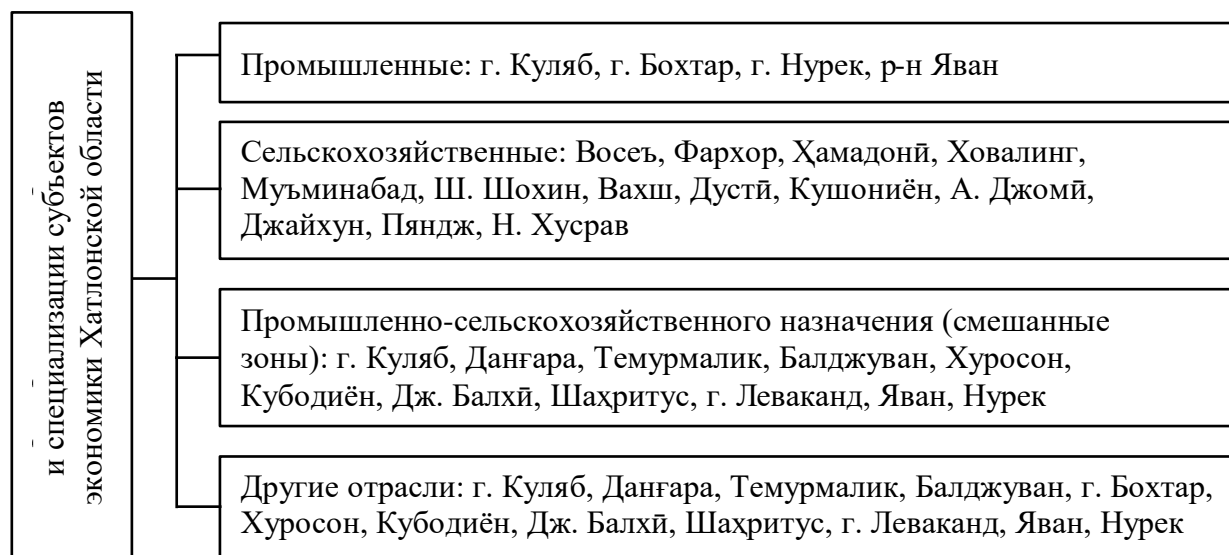 и специализации субъектов
экономики Хатлонской области
Промышленные: г. Куляб, г. Бохтар, г. Нурек, р-н Яван
Сельскохозяйственные: Восеъ, Фархор, Ҳамадонӣ, Ховалинг,
Муъминабад, Ш. Шохин, Вахш, Дустӣ, Кушониён, А. Джомӣ,
Джайхун, Пяндж, Н. Хусрав
Промышленно-сельскохозяйственного назначения (смешанные
зоны): г. Куляб, Данғара, Темурмалик, Балджуван, Хуросон,
Кубодиён, Дж. Балхӣ, Шаҳритус, г. Леваканд, Яван, Нурек
Другие отрасли: г. Куляб, Данғара, Темурмалик, Балджуван, г. Бохтар,
Хуросон, Кубодиён, Дж. Балхӣ, Шаҳритус, г. Леваканд, Яван, Нурек